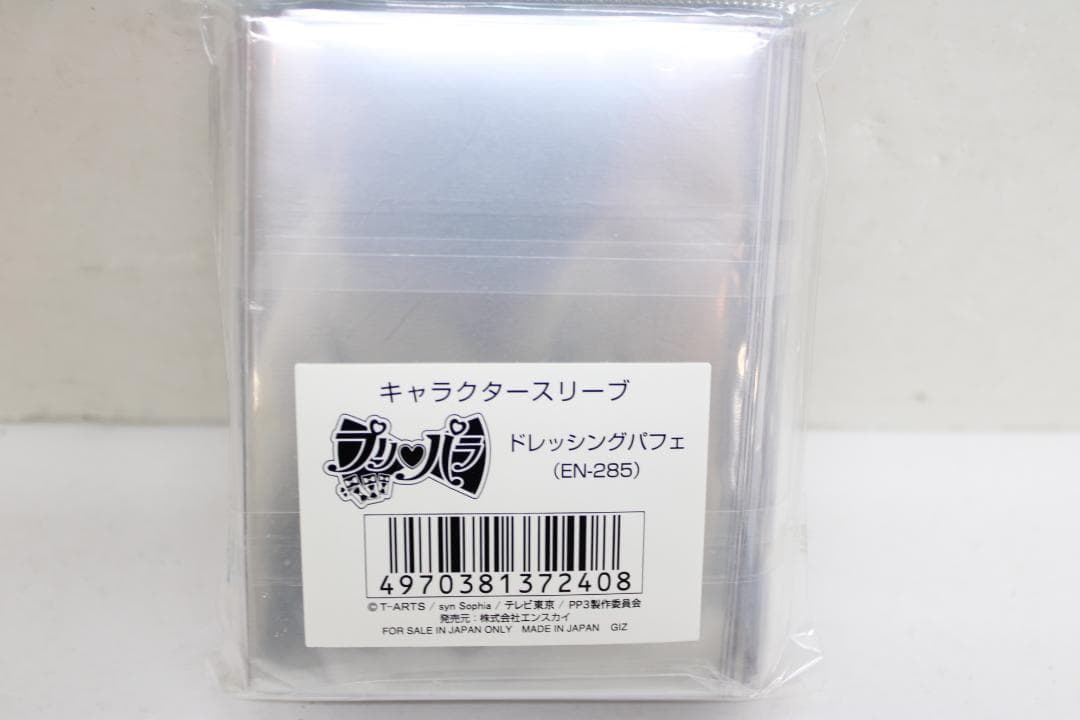 キャラクタースリーブ
プリ♥パラ
ドレッシングパフェ
（EN-285）
4970381372408
© T-ARTS / syn Sophia / テレビ東京 / PP3製作委員会
発売元：株式会社エンスカイ
FOR SALE IN JAPAN ONLY MADE IN JAPAN GIZ